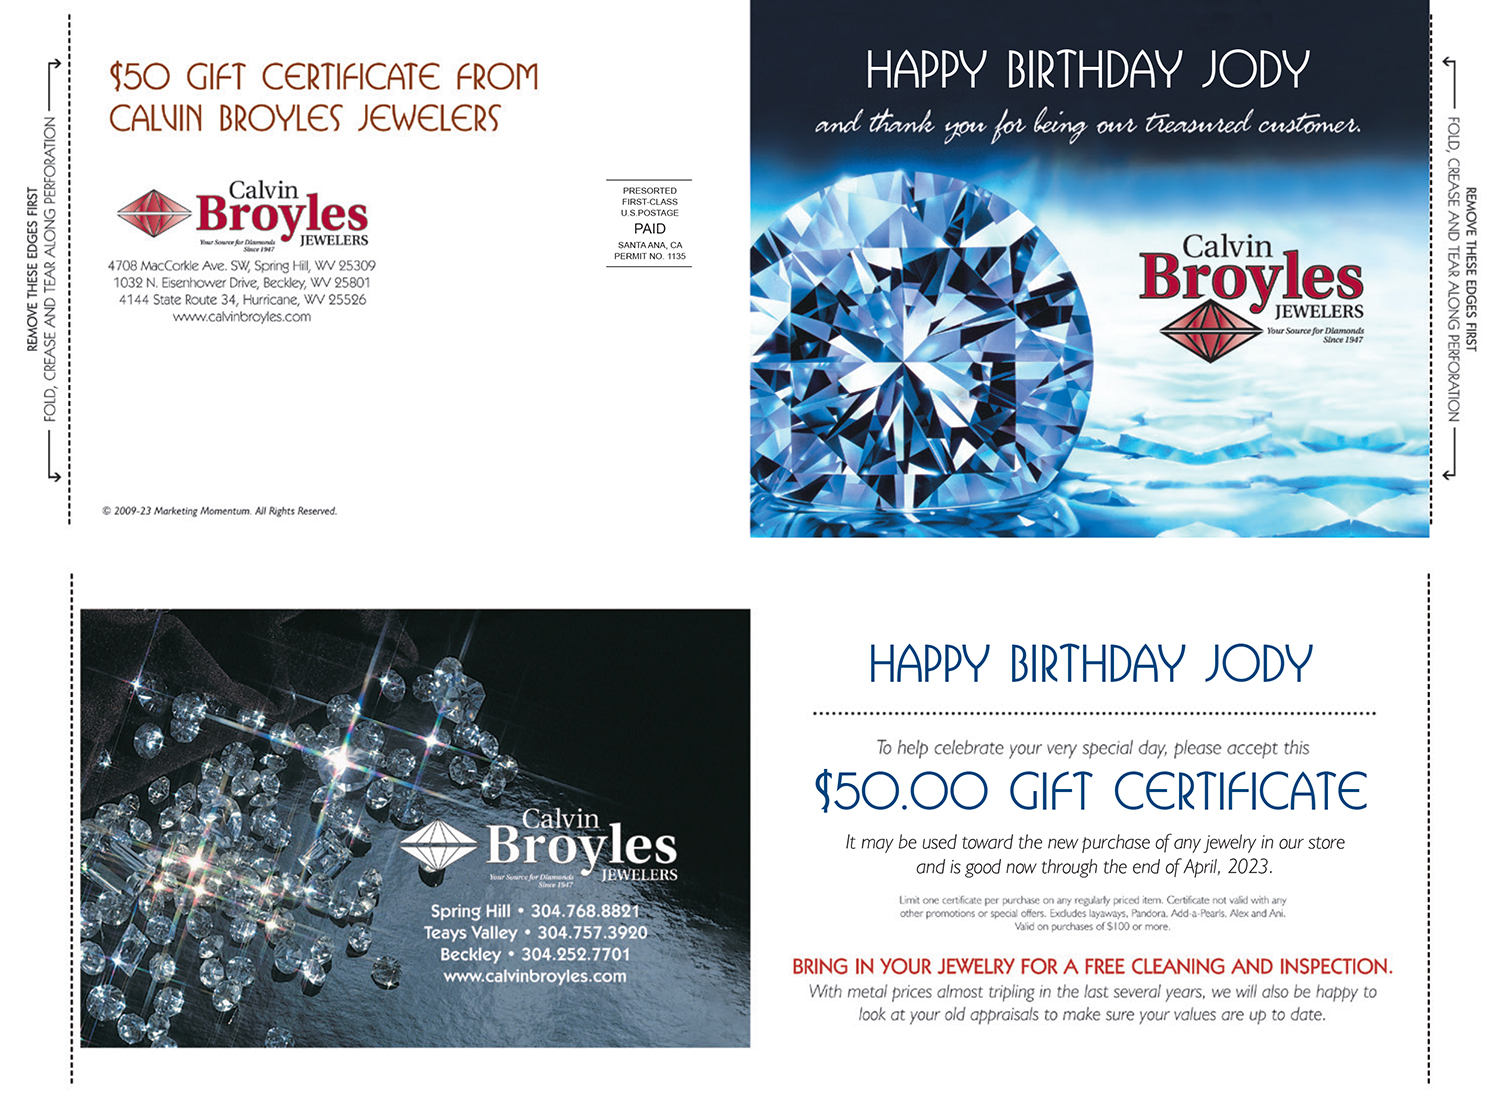 REMOVE THESE EDGES FIRST
FOLD, CREASE AND TEAR ALONG PERFORATION
$50 GIFT CERTIFICATE FROM
CALVIN BROYLES JEWELERS
Calvin
Broyles
JEWELERS
Your Source for Diamonds
Since 1947
4708 MacCorkle Ave. SW, Spring Hill, WV 25309
1032 N. Eisenhower Drive, Beckley, WV 25801
4144 State Route 34, Hurricane, WV 25526
www.calvinbroyles.com
PRESORTED
FIRST-CLASS
U.S.POSTAGE
PAID
SANTA ANA, CA
PERMIT NO. 1135
© 2009-23 Marketing Momentum. All Rights Reserved.
HAPPY BIRTHDAY JODY
and thank you for being our treasured customer.
Calvin
Broyles
JEWELERS
Your Source for Diamonds
Since 1947
FOLD, CREASE AND TEAR ALONG PERFORATION
REMOVE THESE EDGES FIRST
Calvin
Broyles
JEWELERS
Your Source for Diamonds
Since 1947
Spring Hill • 304.768.8821
Teays Valley • 304.757.3920
Beckley • 304.252.7701
www.calvinbroyles.com
HAPPY BIRTHDAY JODY
To help celebrate your very special day, please accept this
$50.00 GIFT CERTIFICATE
It may be used toward the new purchase of any jewelry in our store
and is good now through the end of April, 2023.
Limit one certificate per purchase on any regularly priced item. Certificate not valid with any
other promotions or special offers. Excludes layaways, Pandora, Add-a-Pearls, Alex and Ani.
Valid on purchases of $100 or more.
BRING IN YOUR JEWELRY FOR A FREE CLEANING AND INSPECTION.
With metal prices almost tripling in the last several years, we will also be happy to
look at your old appraisals to make sure your values are up to date.